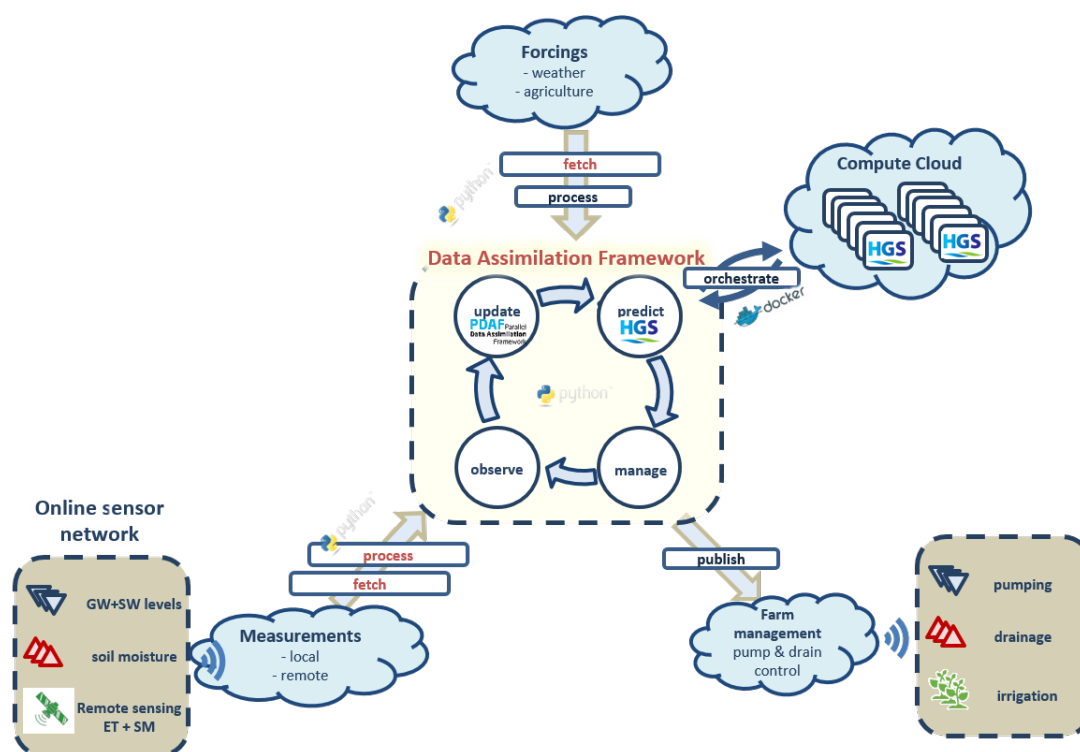 Forcings
- weather
- agriculture
fetch
process
python
Compute Cloud
HGS
HGS
Data Assimilation Framework
orchestrate
docker
update
PDAF Parallel
Data Assimilation
Framework
predict
HGS
python
observe
manage
Online sensor
network
GW+SW levels
soil moisture
Remote sensing
ET + SM
python
process
fetch
Measurements
- local
- remote
publish
Farm
management
pump & drain
control
pumping
drainage
irrigation